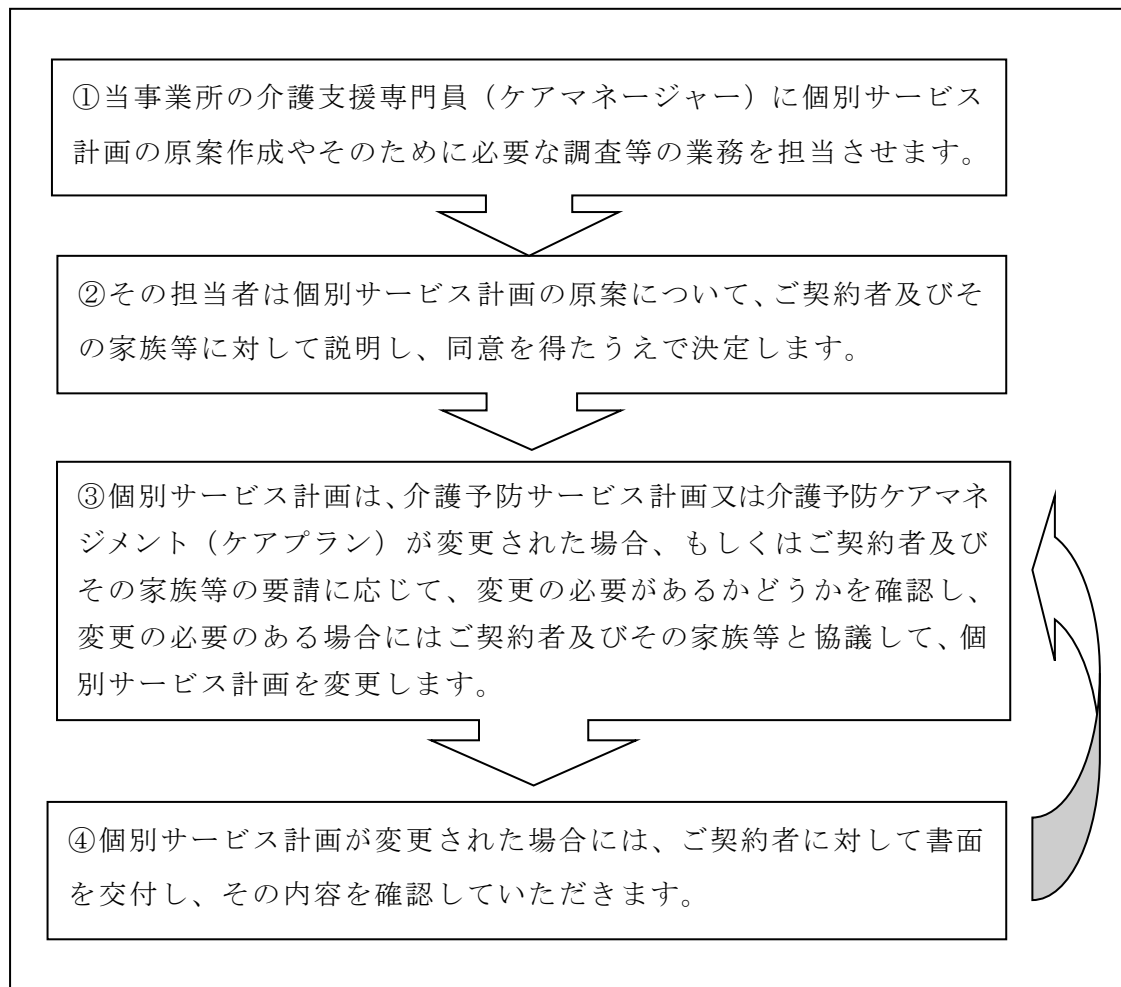 ①当事業所の介護支援専門員（ケアマネージャー）に個別サービス
計画の原案作成やそのために必要な調査等の業務を担当させます。
②その担当者は個別サービス計画の原案について、ご契約者及びそ
の家族等に対して説明し、同意を得たうえで決定します。
③個別サービス計画は、介護予防サービス計画又は介護予防ケアマネ
ジメント（ケアプラン）が変更された場合、もしくはご契約者及び
その家族等の要請に応じて、変更の必要があるかどうかを確認し、
変更の必要のある場合にはご契約者及びその家族等と協議して、個
別サービス計画を変更します。
④個別サービス計画が変更された場合には、ご契約者に対して書面
を交付し、その内容を確認していただきます。